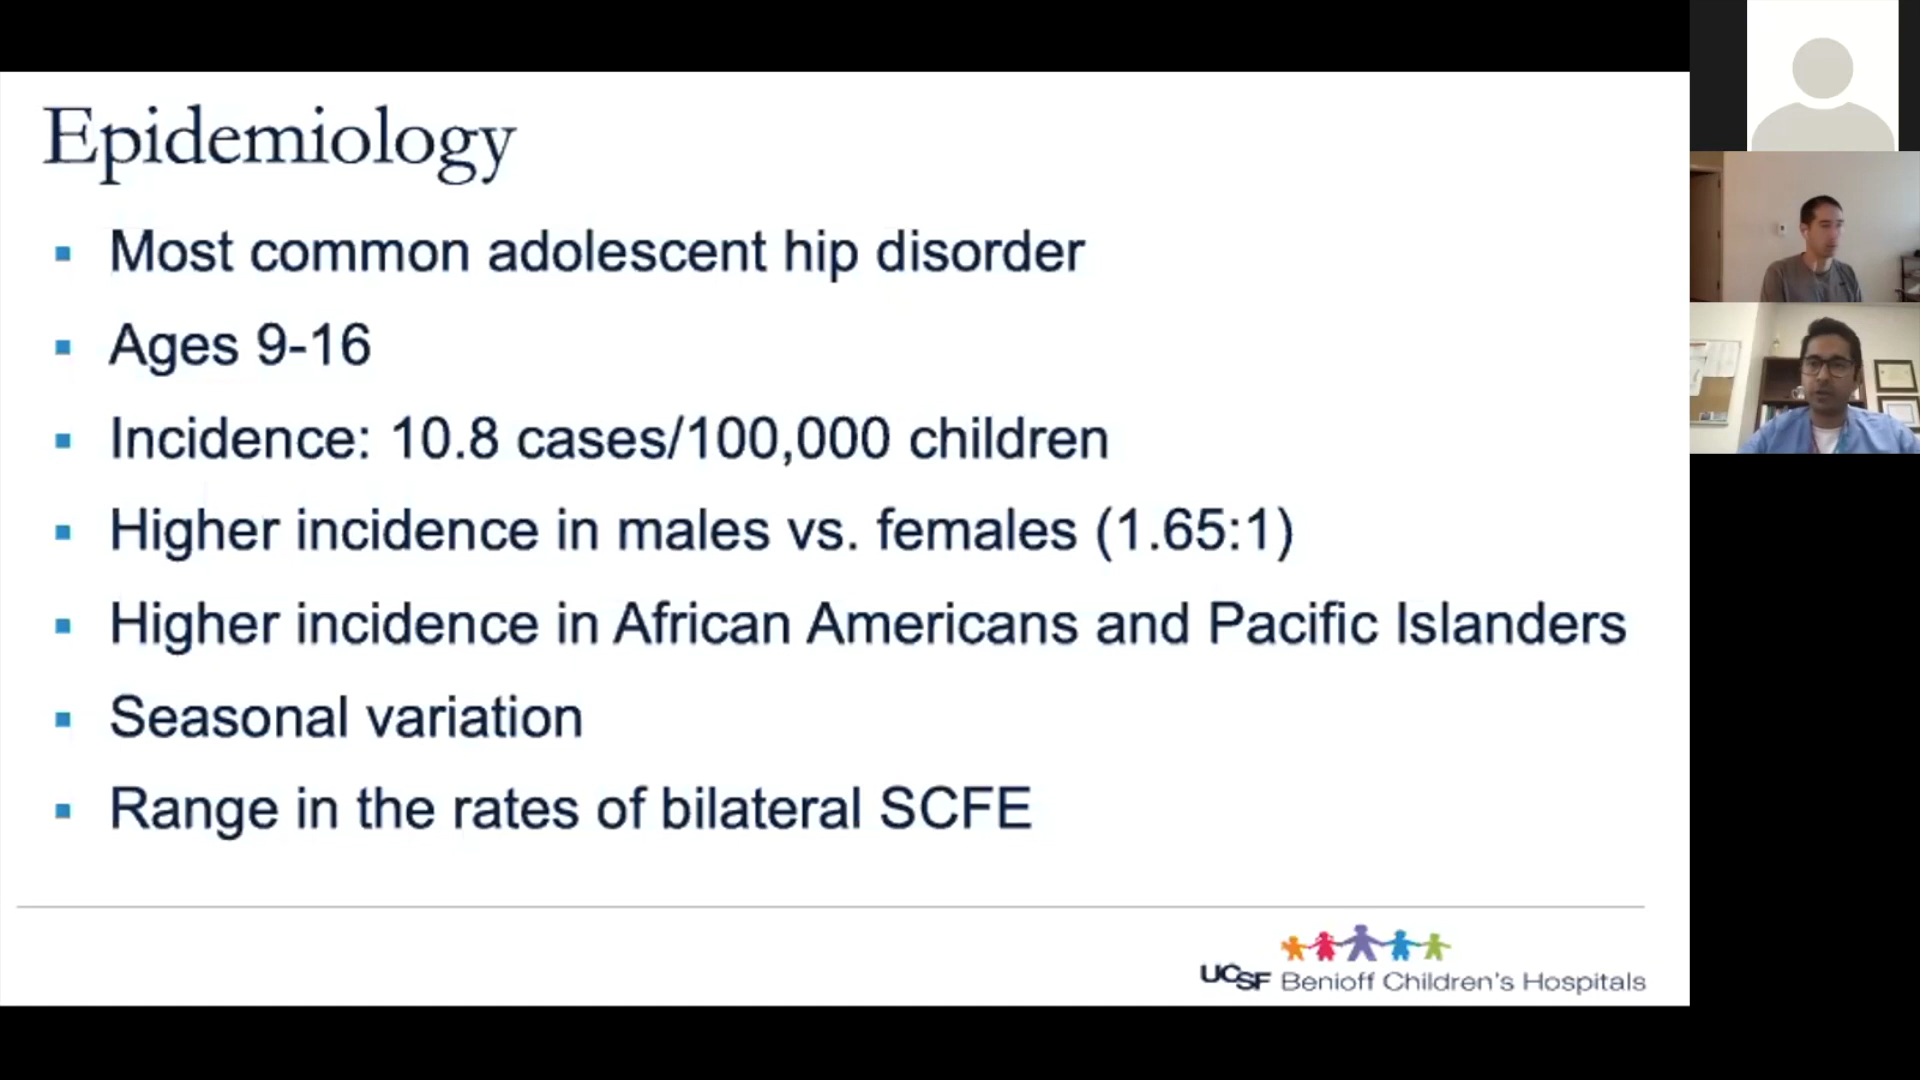 Epidemiology
Most common adolescent hip disorder
Ages 9-16
Incidence: 10.8 cases/100,000 children
Higher incidence in males vs. females (1.65:1)
Higher incidence in African Americans and Pacific Islanders
Seasonal variation
Range in the rates of bilateral SCFE
UCSF Benioff Children's Hospitals